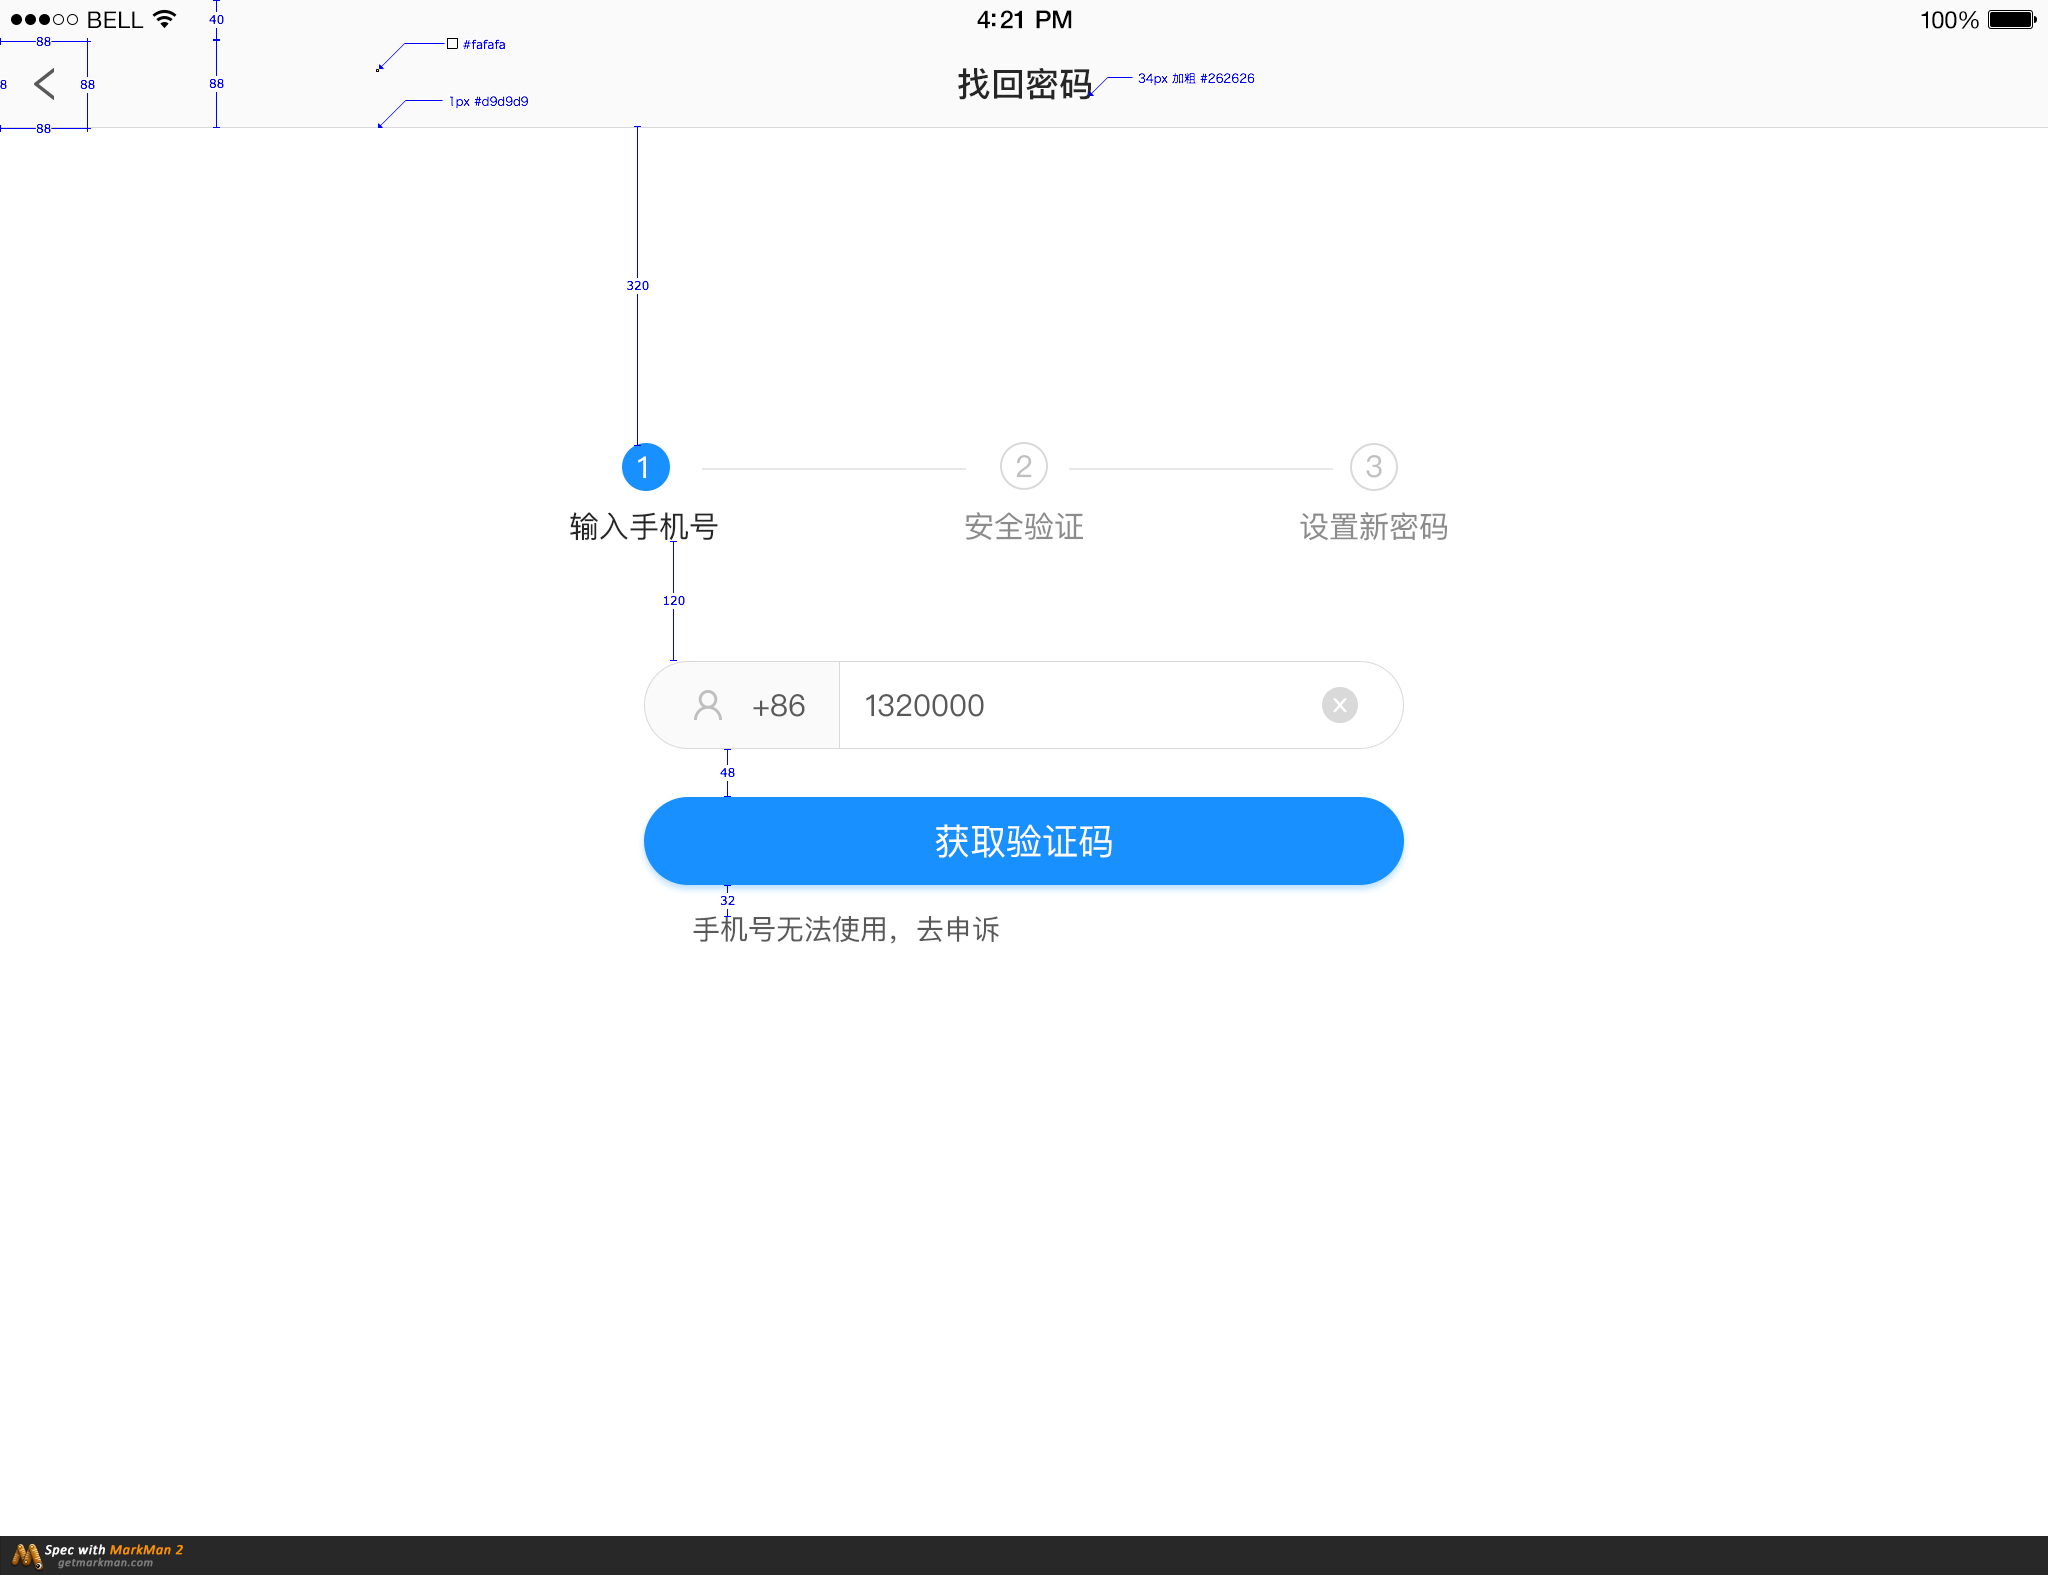 BELL
40
4:21 PM
100%
88
#fafafa
8
88
88
找回密码
34px 加粗 #262626
1px #d9d9d9
88
320
1
2
3
输入手机号
安全验证
设置新密码
120
+86
1320000
48
获取验证码
32
手机号无法使用，去申诉
Spec with MarkMan 2
getmarkman.com